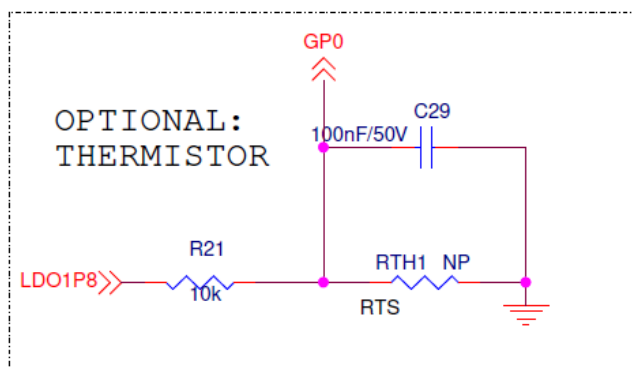 GP0
C29
OPTIONAL:
100nF/50V
THERMISTOR
R21
RTH1 NP
LDO1P8
10k
RTS